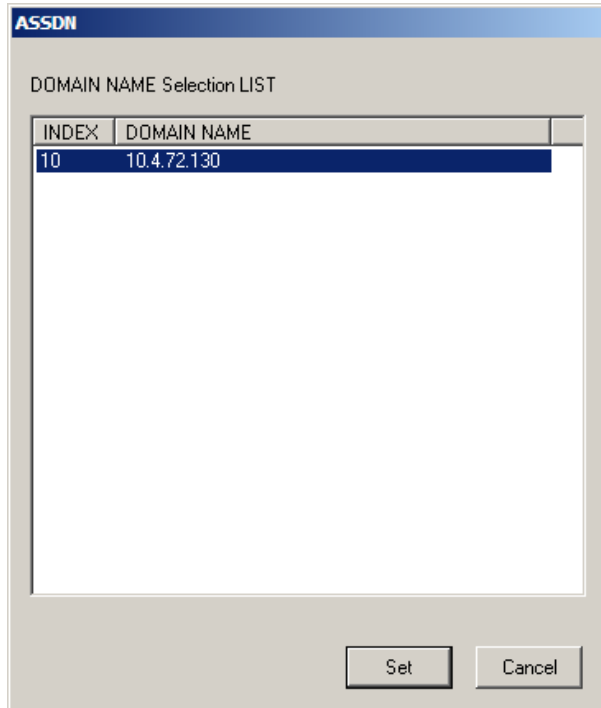 ASSDN
DOMAIN NAME Selection LIST
INDEX DOMAIN NAME
10 10.4.72.130
Set Cancel